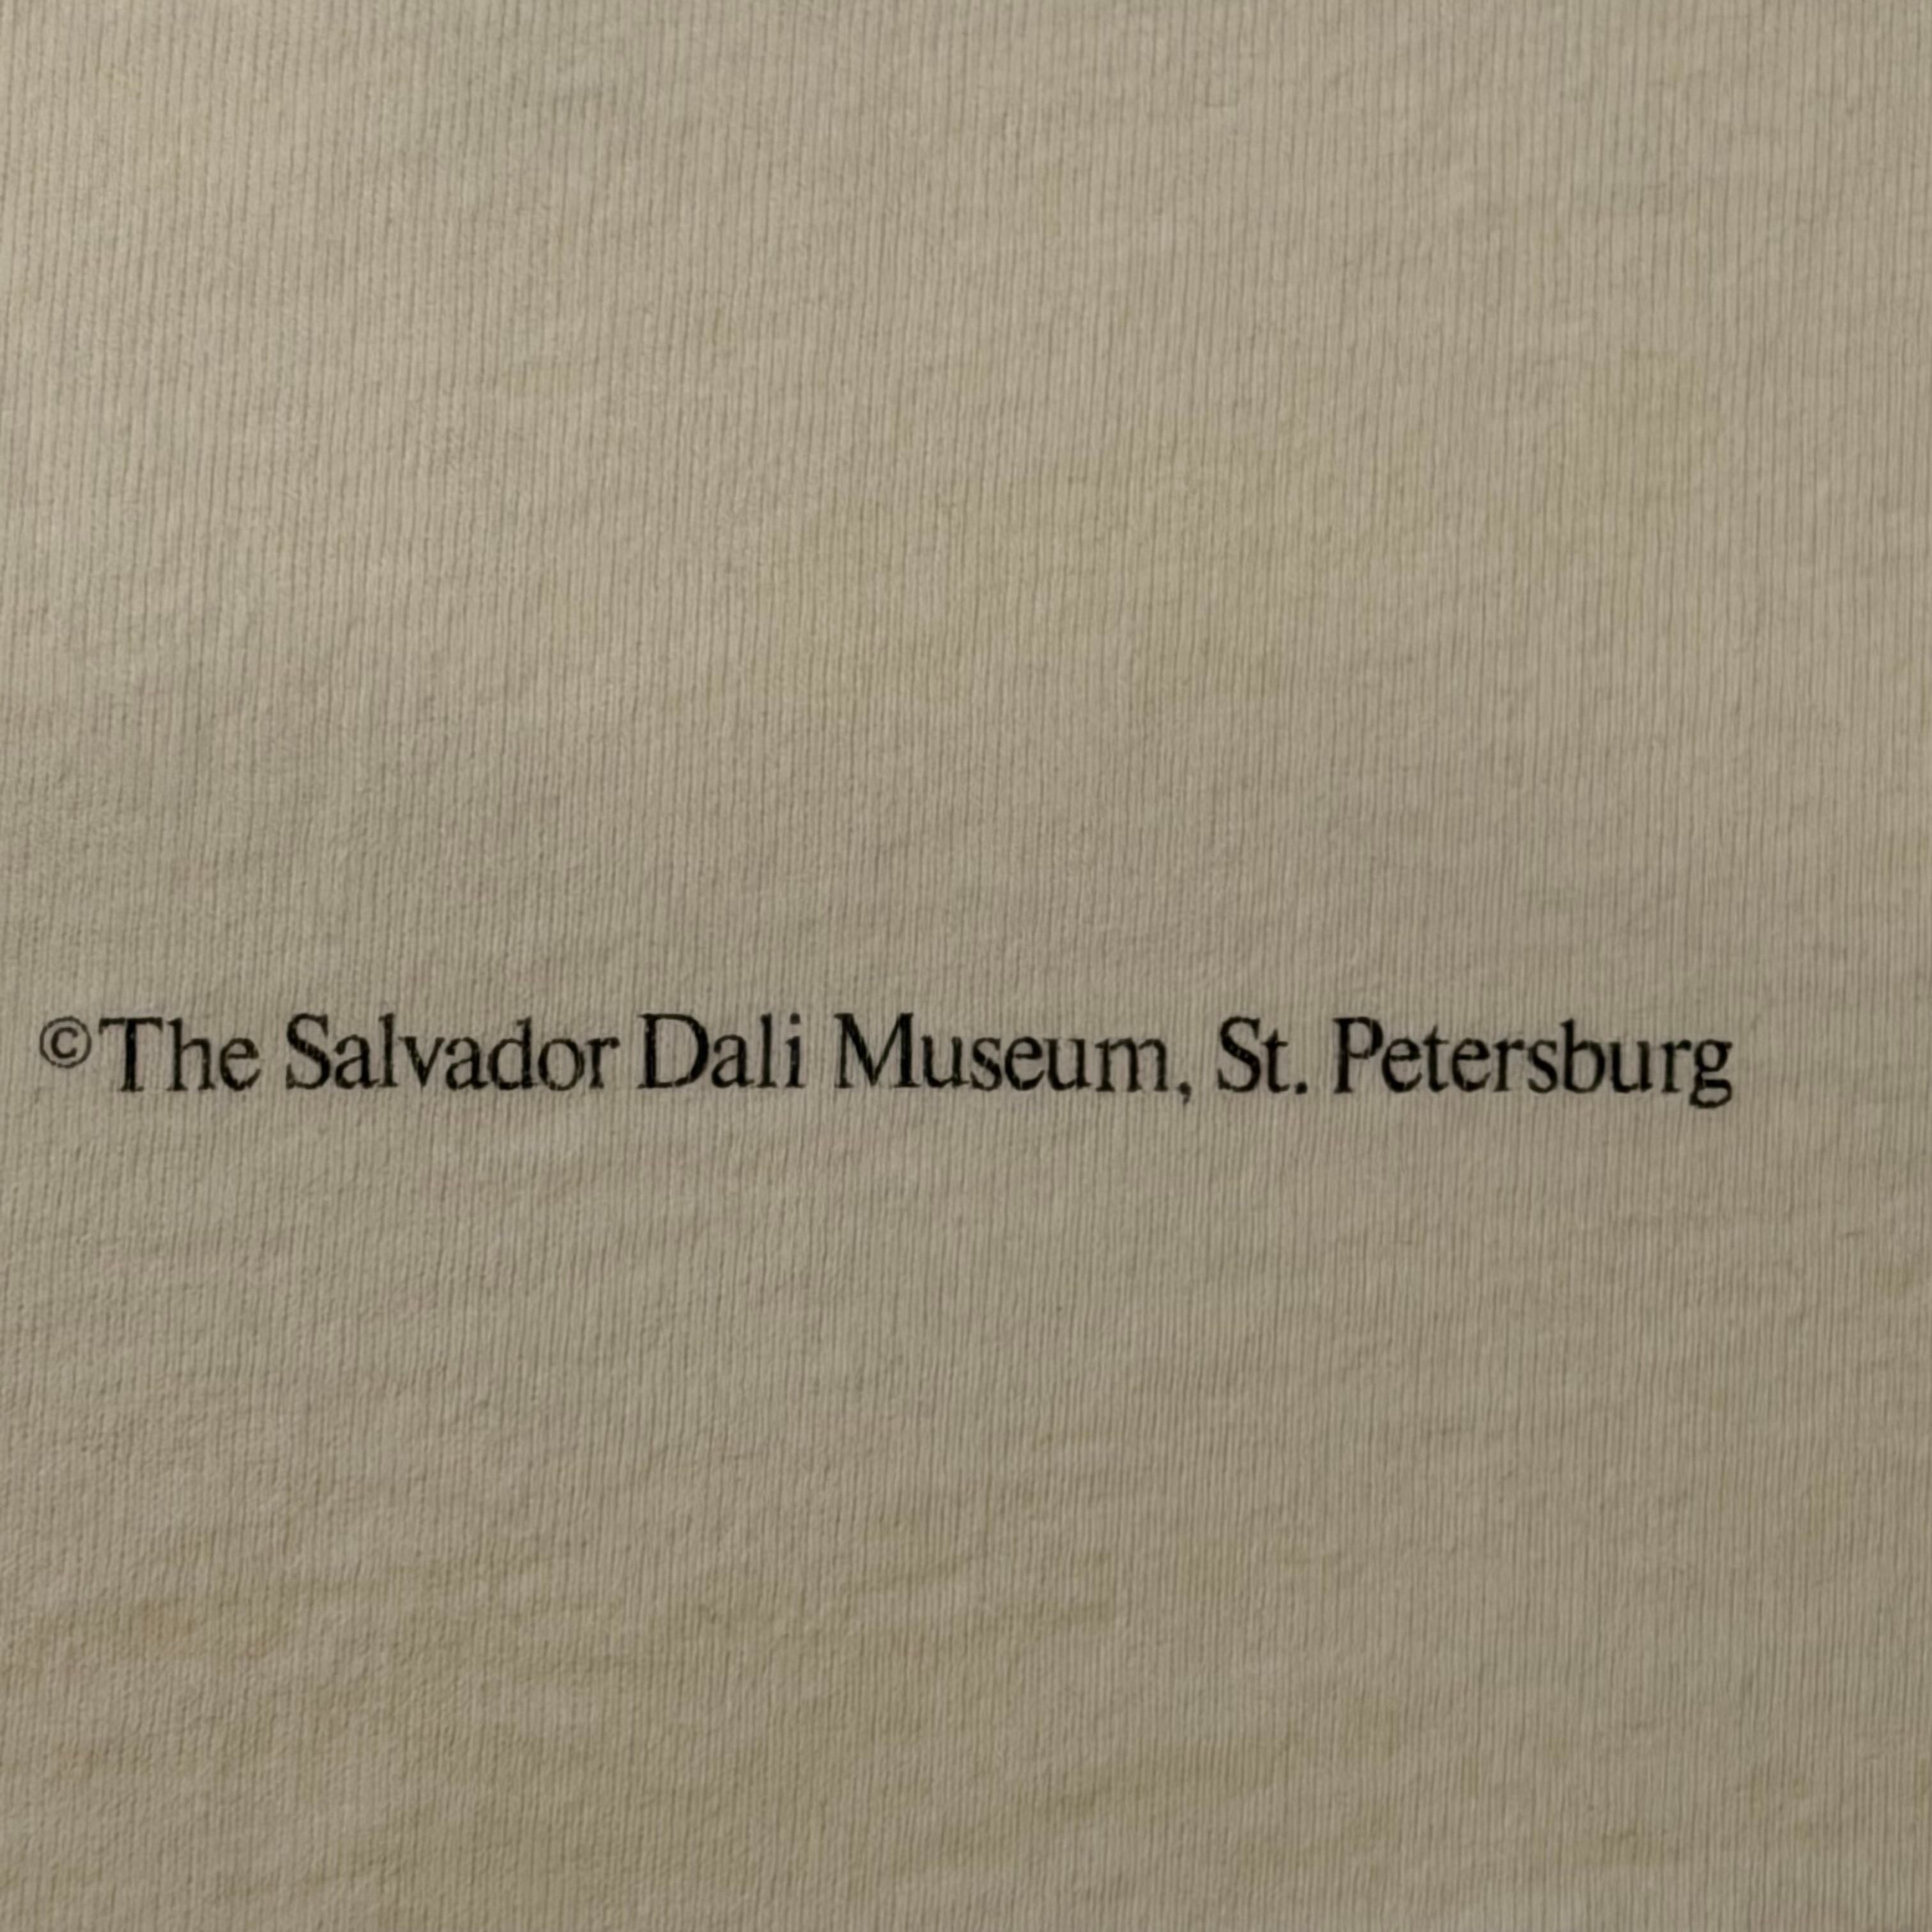 ©The Salvador Dali Museum, St. Petersburg